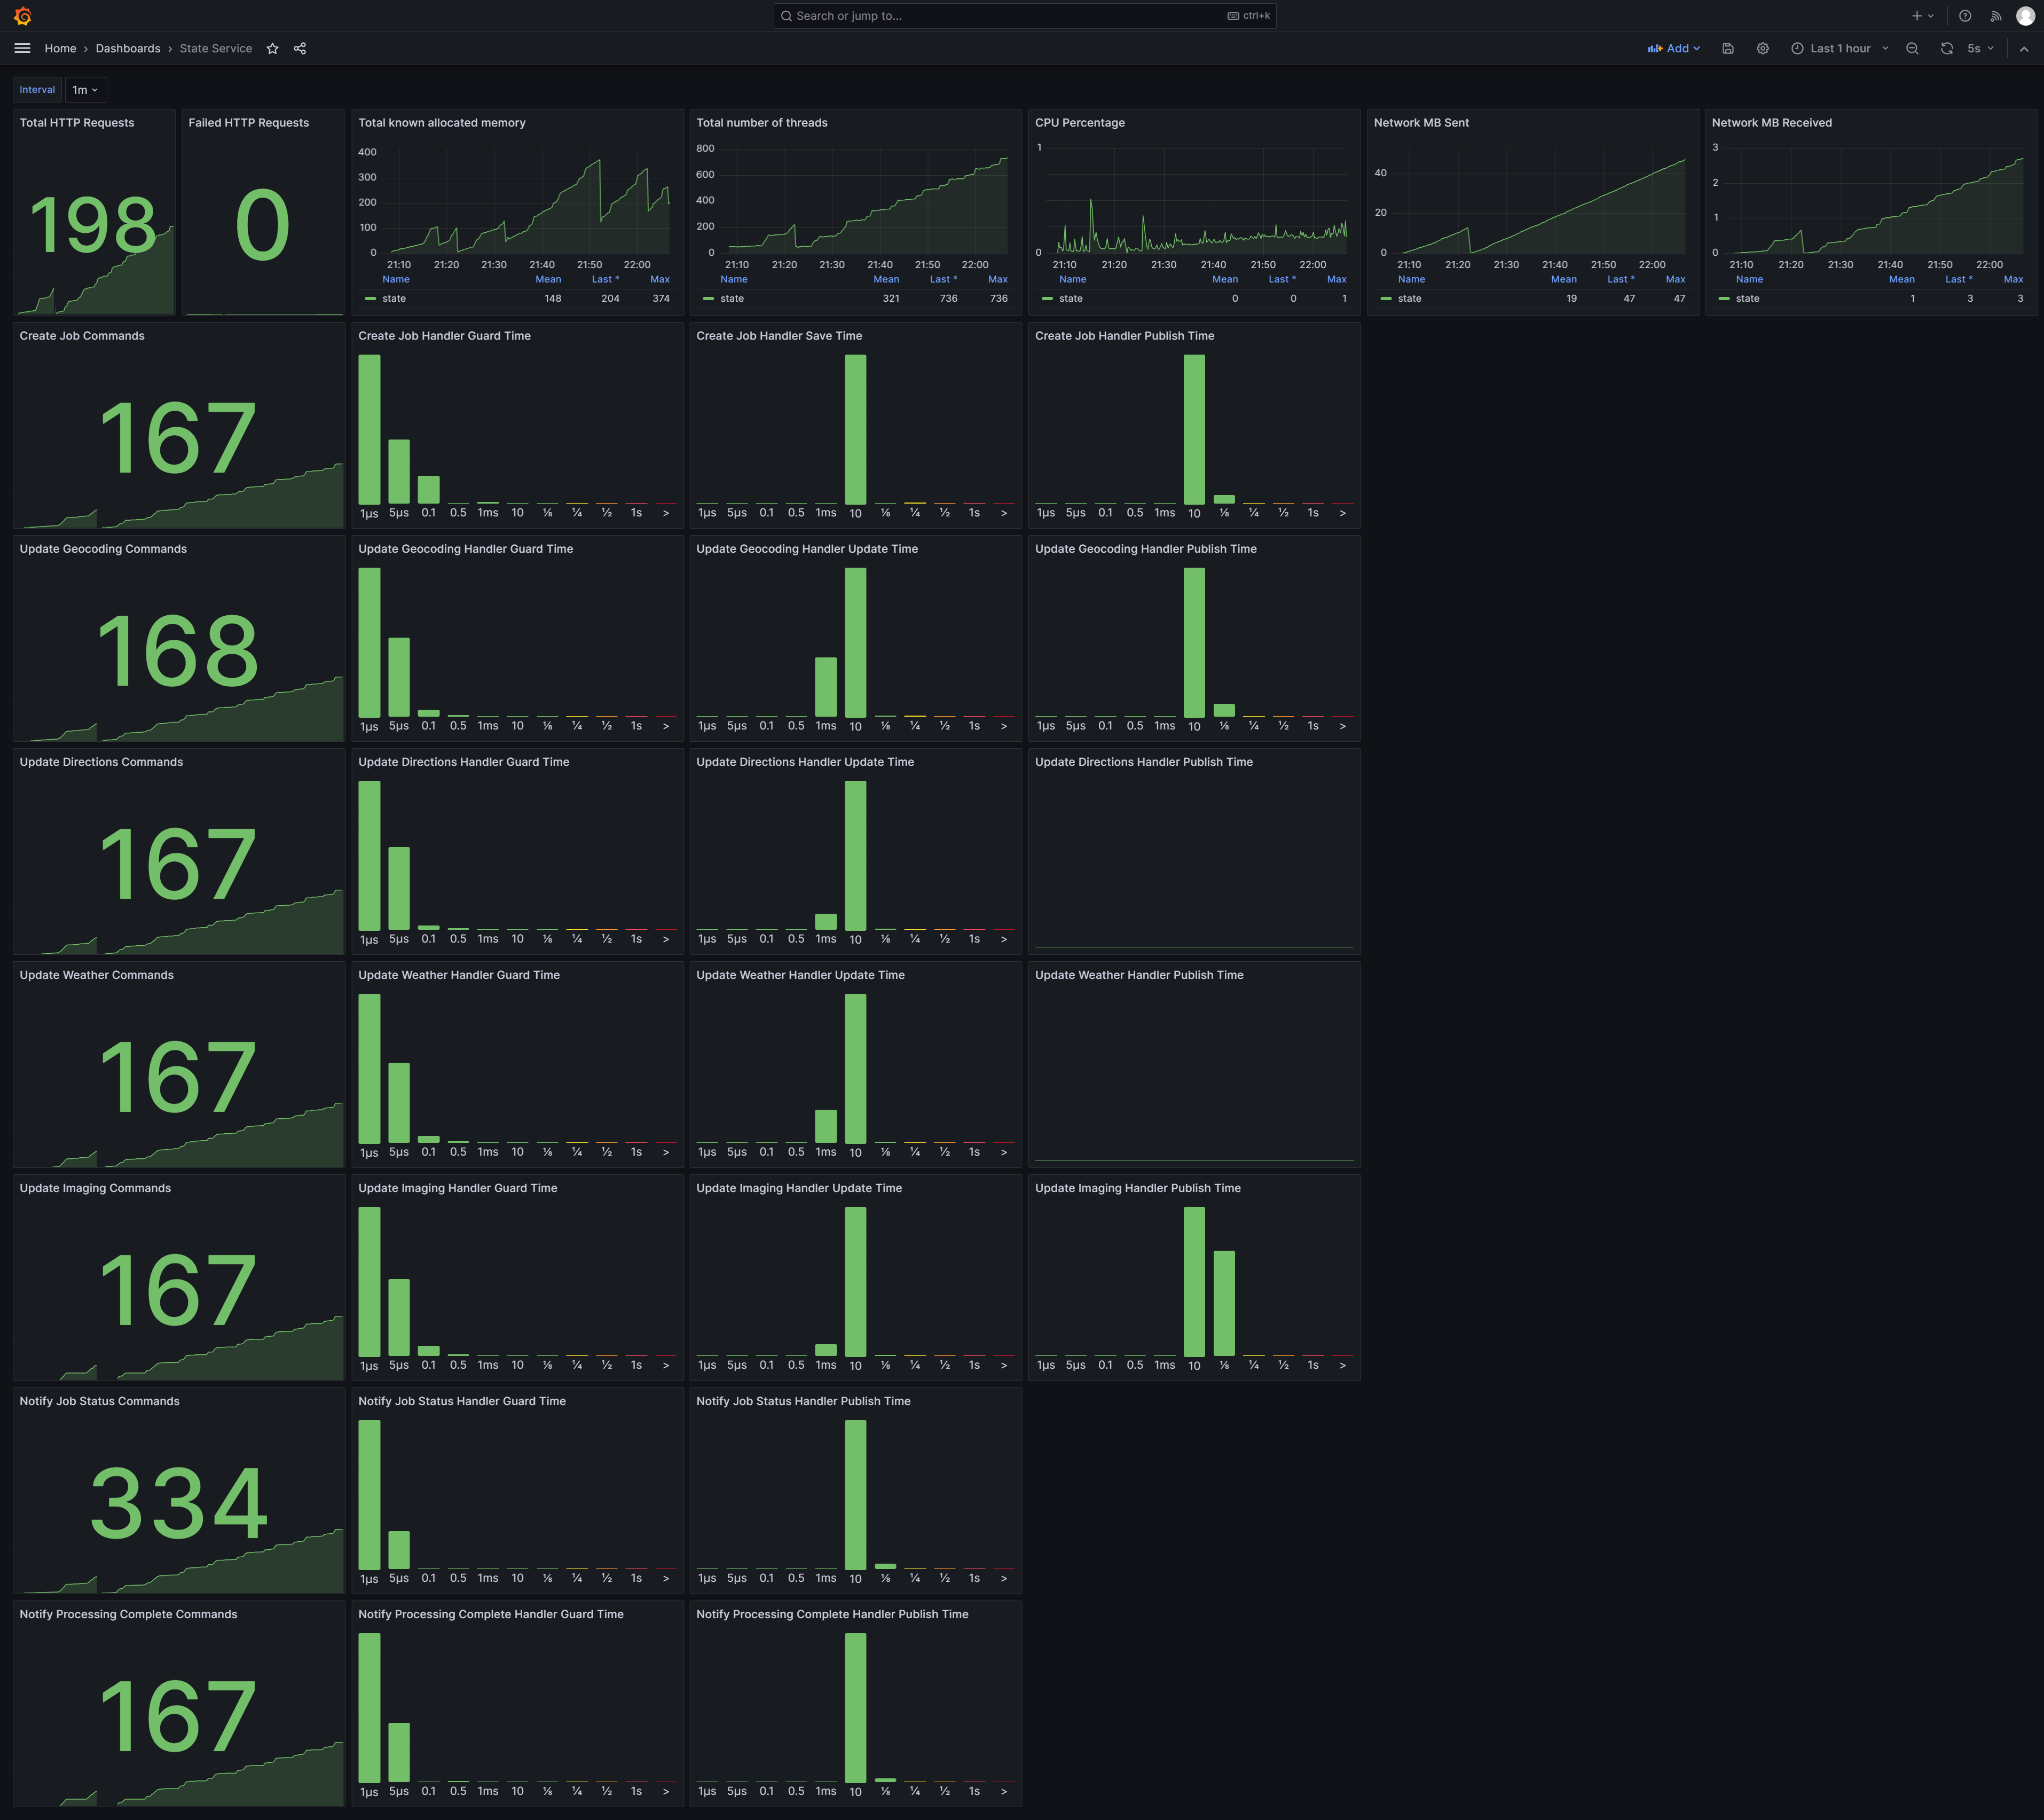 Search or jump to... ctrl+k
Home › Dashboards › State Service Add Last 1 hour 5s
Interval 1m
Total HTTP Requests
198
Failed HTTP Requests
0
Total known allocated memory
400
300
200
100
0
21:10 21:20 21:30 21:40 21:50 22:00
Name Mean Last * Max
state 148 204 374
Total number of threads
800
600
400
200
0
21:10 21:20 21:30 21:40 21:50 22:00
Name Mean Last * Max
state 321 736 736
CPU Percentage
1
0
21:10 21:20 21:30 21:40 21:50 22:00
Name Mean Last * Max
state 0 0 1
Network MB Sent
40
20
0
21:10 21:20 21:30 21:40 21:50 22:00
Name Mean Last * Max
state 19 47 47
Network MB Received
3
2
1
0
21:10 21:20 21:30 21:40 21:50 22:00
Name Mean Last * Max
state 1 3 3
Create Job Commands
167
Create Job Handler Guard Time
1µs 5µs 0.1 0.5 1ms 10 ⅛ ¼ ½ 1s >
Create Job Handler Save Time
1µs 5µs 0.1 0.5 1ms 10 ⅛ ¼ ½ 1s >
Create Job Handler Publish Time
1µs 5µs 0.1 0.5 1ms 10 ⅛ ¼ ½ 1s >
Update Geocoding Commands
168
Update Geocoding Handler Guard Time
1µs 5µs 0.1 0.5 1ms 10 ⅛ ¼ ½ 1s >
Update Geocoding Handler Update Time
1µs 5µs 0.1 0.5 1ms 10 ⅛ ¼ ½ 1s >
Update Geocoding Handler Publish Time
1µs 5µs 0.1 0.5 1ms 10 ⅛ ¼ ½ 1s >
Update Directions Commands
167
Update Directions Handler Guard Time
1µs 5µs 0.1 0.5 1ms 10 ⅛ ¼ ½ 1s >
Update Directions Handler Update Time
1µs 5µs 0.1 0.5 1ms 10 ⅛ ¼ ½ 1s >
Update Directions Handler Publish Time
Update Weather Commands
167
Update Weather Handler Guard Time
1µs 5µs 0.1 0.5 1ms 10 ⅛ ¼ ½ 1s >
Update Weather Handler Update Time
1µs 5µs 0.1 0.5 1ms 10 ⅛ ¼ ½ 1s >
Update Weather Handler Publish Time
Update Imaging Commands
167
Update Imaging Handler Guard Time
1µs 5µs 0.1 0.5 1ms 10 ⅛ ¼ ½ 1s >
Update Imaging Handler Update Time
1µs 5µs 0.1 0.5 1ms 10 ⅛ ¼ ½ 1s >
Update Imaging Handler Publish Time
1µs 5µs 0.1 0.5 1ms 10 ⅛ ¼ ½ 1s >
Notify Job Status Commands
334
Notify Job Status Handler Guard Time
1µs 5µs 0.1 0.5 1ms 10 ⅛ ¼ ½ 1s >
Notify Job Status Handler Publish Time
1µs 5µs 0.1 0.5 1ms 10 ⅛ ¼ ½ 1s >
Notify Processing Complete Commands
167
Notify Processing Complete Handler Guard Time
1µs 5µs 0.1 0.5 1ms 10 ⅛ ¼ ½ 1s >
Notify Processing Complete Handler Publish Time
1µs 5µs 0.1 0.5 1ms 10 ⅛ ¼ ½ 1s >